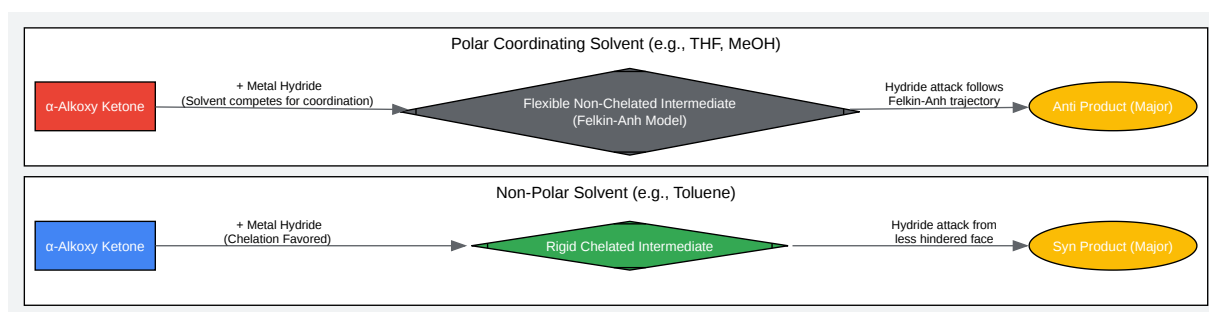 Polar Coordinating Solvent (e.g., THF, MeOH)
α-Alkoxy Ketone
+ Metal Hydride
(Solvent competes for coordination)
Flexible Non-Chelated Intermediate
(Felkin-Anh Model)
Hydride attack follows
Felkin-Anh trajectory
Anti Product (Major)
Non-Polar Solvent (e.g., Toluene)
α-Alkoxy Ketone
+ Metal Hydride
(Chelation Favored)
Rigid Chelated Intermediate
Hydride attack from
less hindered face
Syn Product (Major)